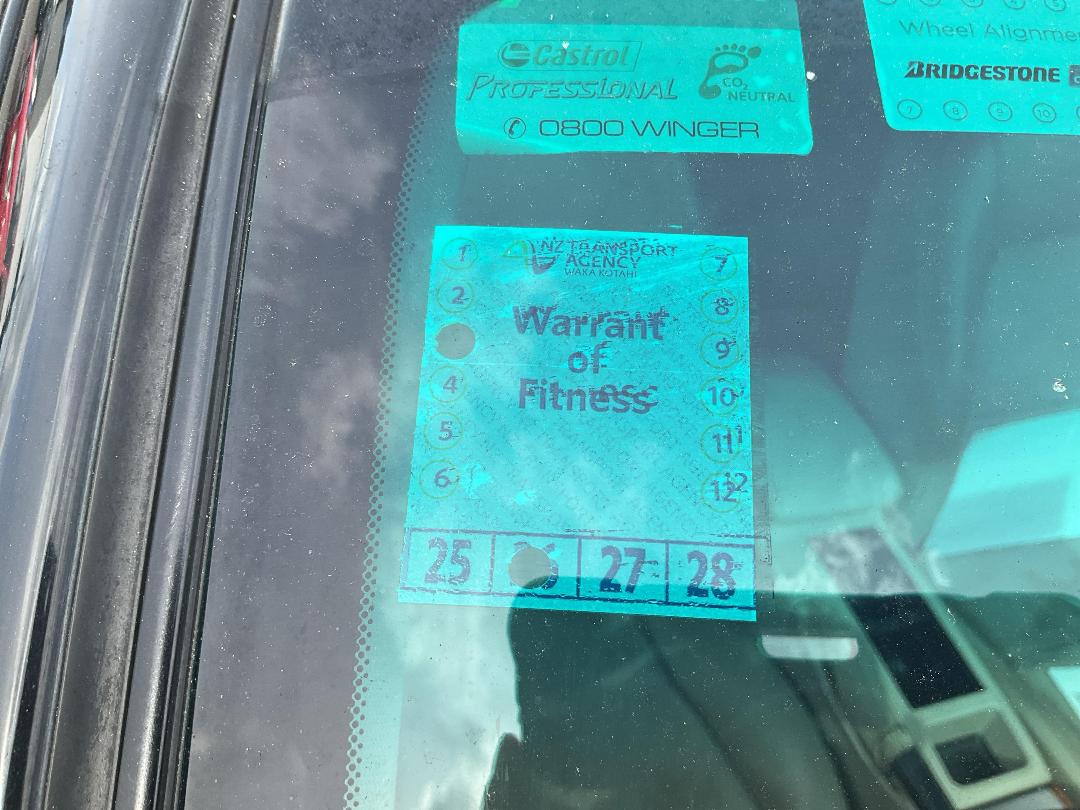 Castrol
PROFESSIONAL
CO2
NEUTRAL
0800 WINGER
Wheel
BRIDGESTONE
7 8 9 10
NZ TRANSPORT
AGENCY
WAKA KOTAHI
Warrant
of
Fitness
1
2
4
5
6
7
8
9
10
11
12
25 27 28